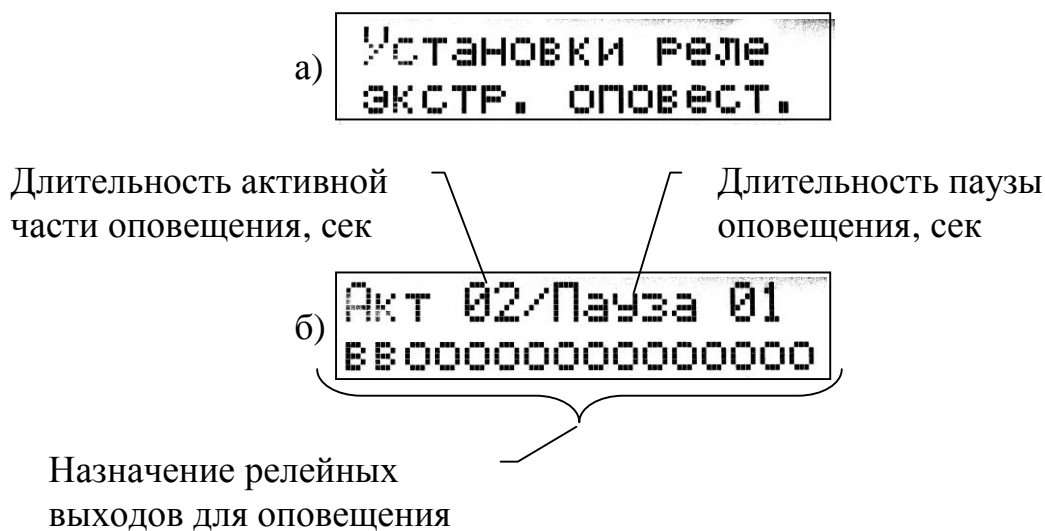 а)
Установки реле
экстр. оповест.
Длительность активной
части оповещения, сек
Длительность паузы
оповещения, сек
б)
Акт 02/Пауза 01
ВВОООООООООООООО
Назначение релейных
выходов для оповещения